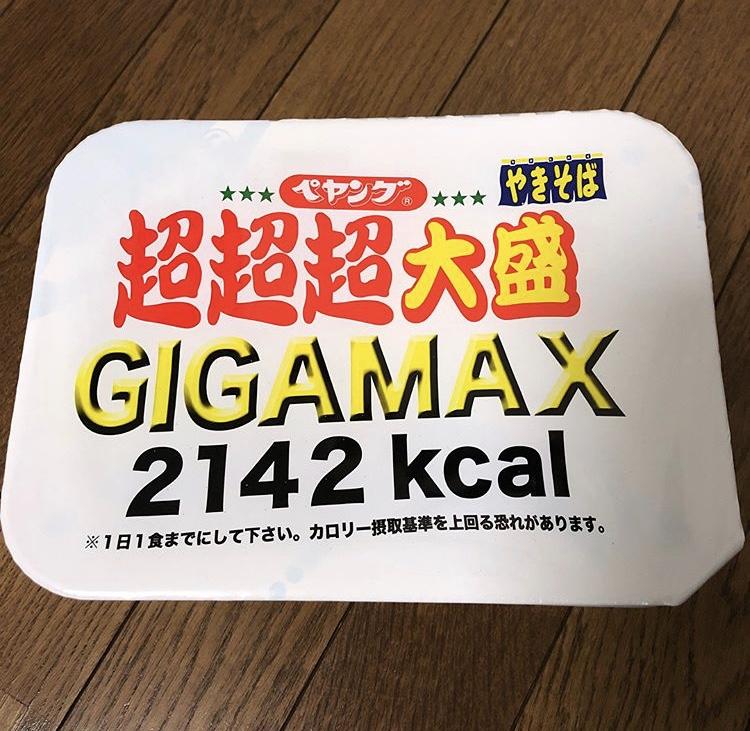 ★★★ ペヤング® ★★★ やきそば
超超超大盛
GIGAMAX
2142 kcal
※1日1食までにして下さい。カロリー摂取基準を上回る恐れがあります。